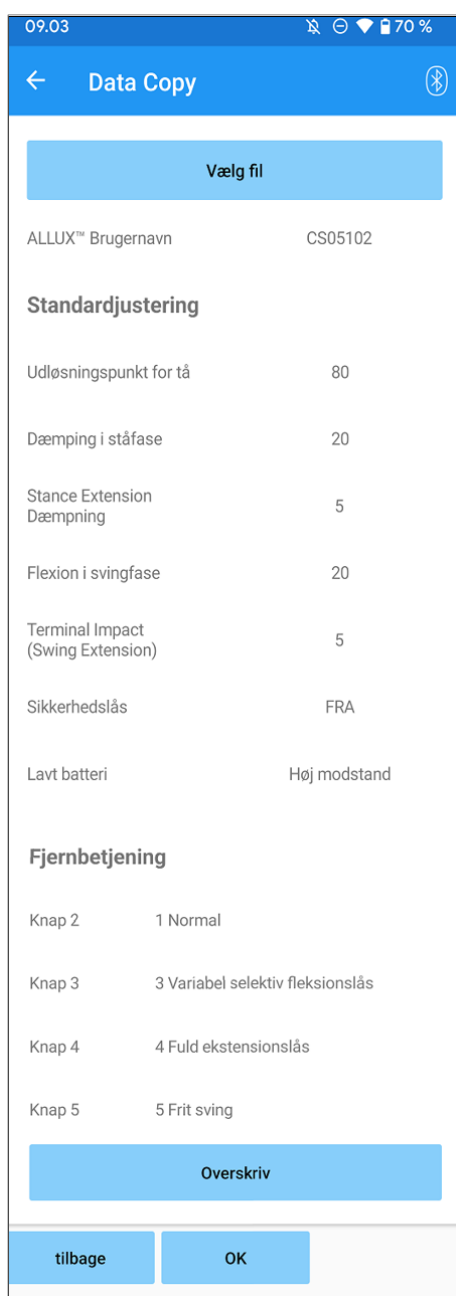 09.03 70 %
Data Copy
Vælg fil
ALLUX™ Brugernavn CS05102
Standardjustering
Udløsningspunkt for tå 80
Dæmping i ståfase 20
Stance Extension
Dæmpning 5
Flexion i svingfase 20
Terminal Impact
(Swing Extension) 5
Sikkerhedslås FRA
Lavt batteri Høj modstand
Fjernbetjening
Knap 2 1 Normal
Knap 3 3 Variabel selektiv fleksionslås
Knap 4 4 Fuld ekstensionslås
Knap 5 5 Frit sving
Overskriv
tilbage OK